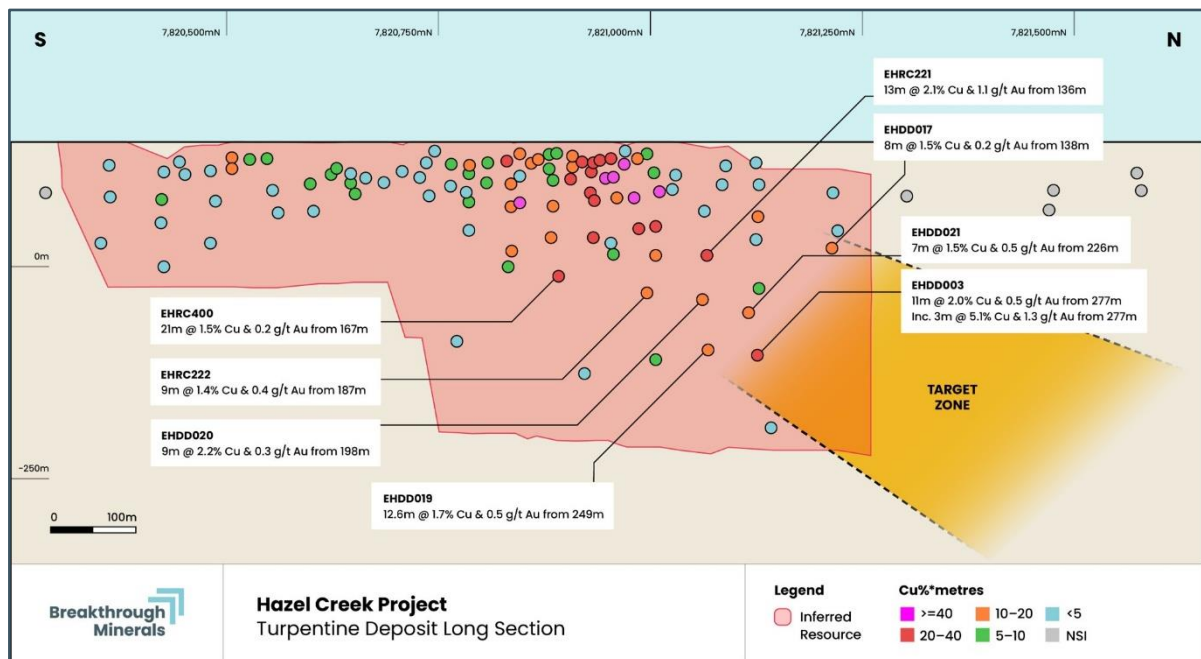 S
7,820,500mN
7,820,750mN
7,821,000mN
7,821,250mN
7,821,500mN
N
EHRC221
13m @ 2.1% Cu & 1.1 g/t Au from 136m
EHDD017
8m @ 1.5% Cu & 0.2 g/t Au from 138m
EHDD021
7m @ 1.5% Cu & 0.5 g/t Au from 226m
0m
EHDD003
11m @ 2.0% Cu & 0.5 g/t Au from 277m
Inc. 3m @ 5.1% Cu & 1.3 g/t Au from 277m
EHRC400
21m @ 1.5% Cu & 0.2 g/t Au from 167m
EHRC222
9m @ 1.4% Cu & 0.4 g/t Au from 187m
TARGET
ZONE
EHDD020
9m @ 2.2% Cu & 0.3 g/t Au from 198m
-250m
EHDD019
12.6m @ 1.7% Cu & 0.5 g/t Au from 249m
0 100m
Breakthrough
Minerals
Hazel Creek Project
Turpentine Deposit Long Section
Legend
Inferred
Resource
Cu%*metres
>=40 10–20 <5
20–40 5–10 NSI